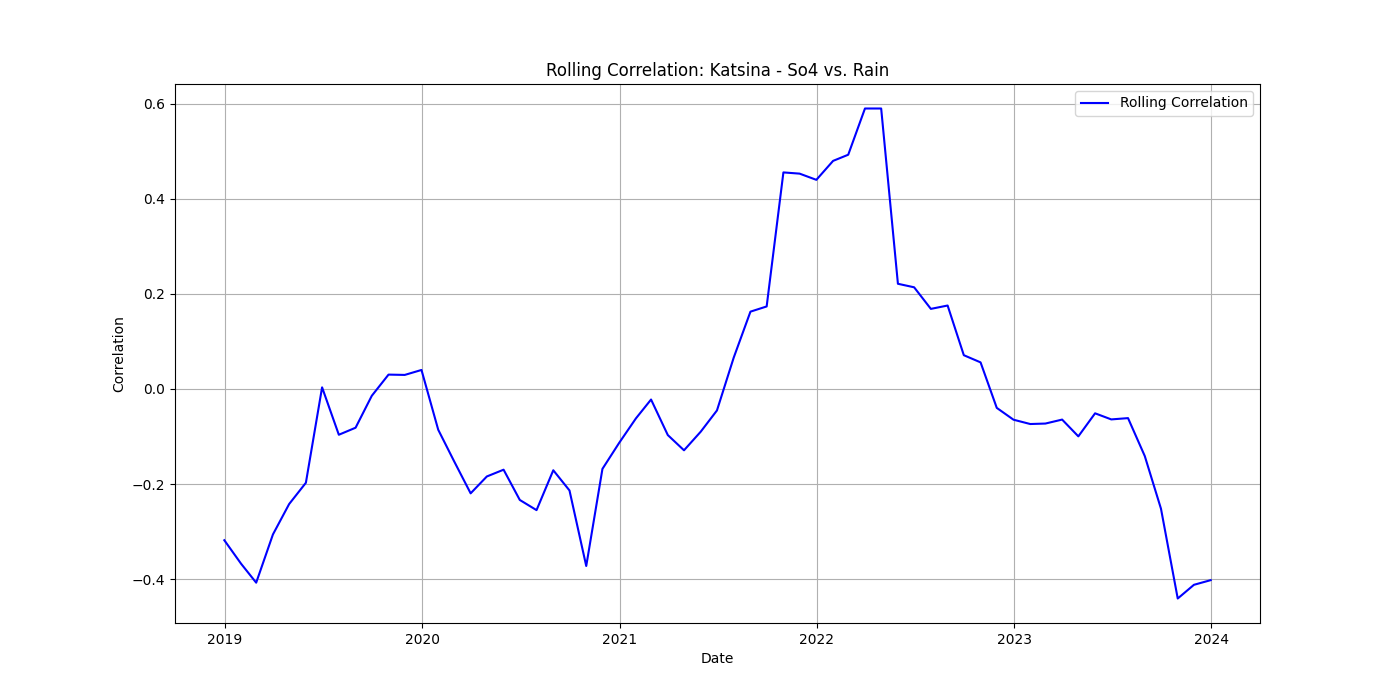 Rolling Correlation: Katsina - So4 vs. Rain
Rolling Correlation
0.6
0.4
0.2
0.0
−0.2
−0.4
Correlation
2019 2020 2021 2022 2023 2024
Date